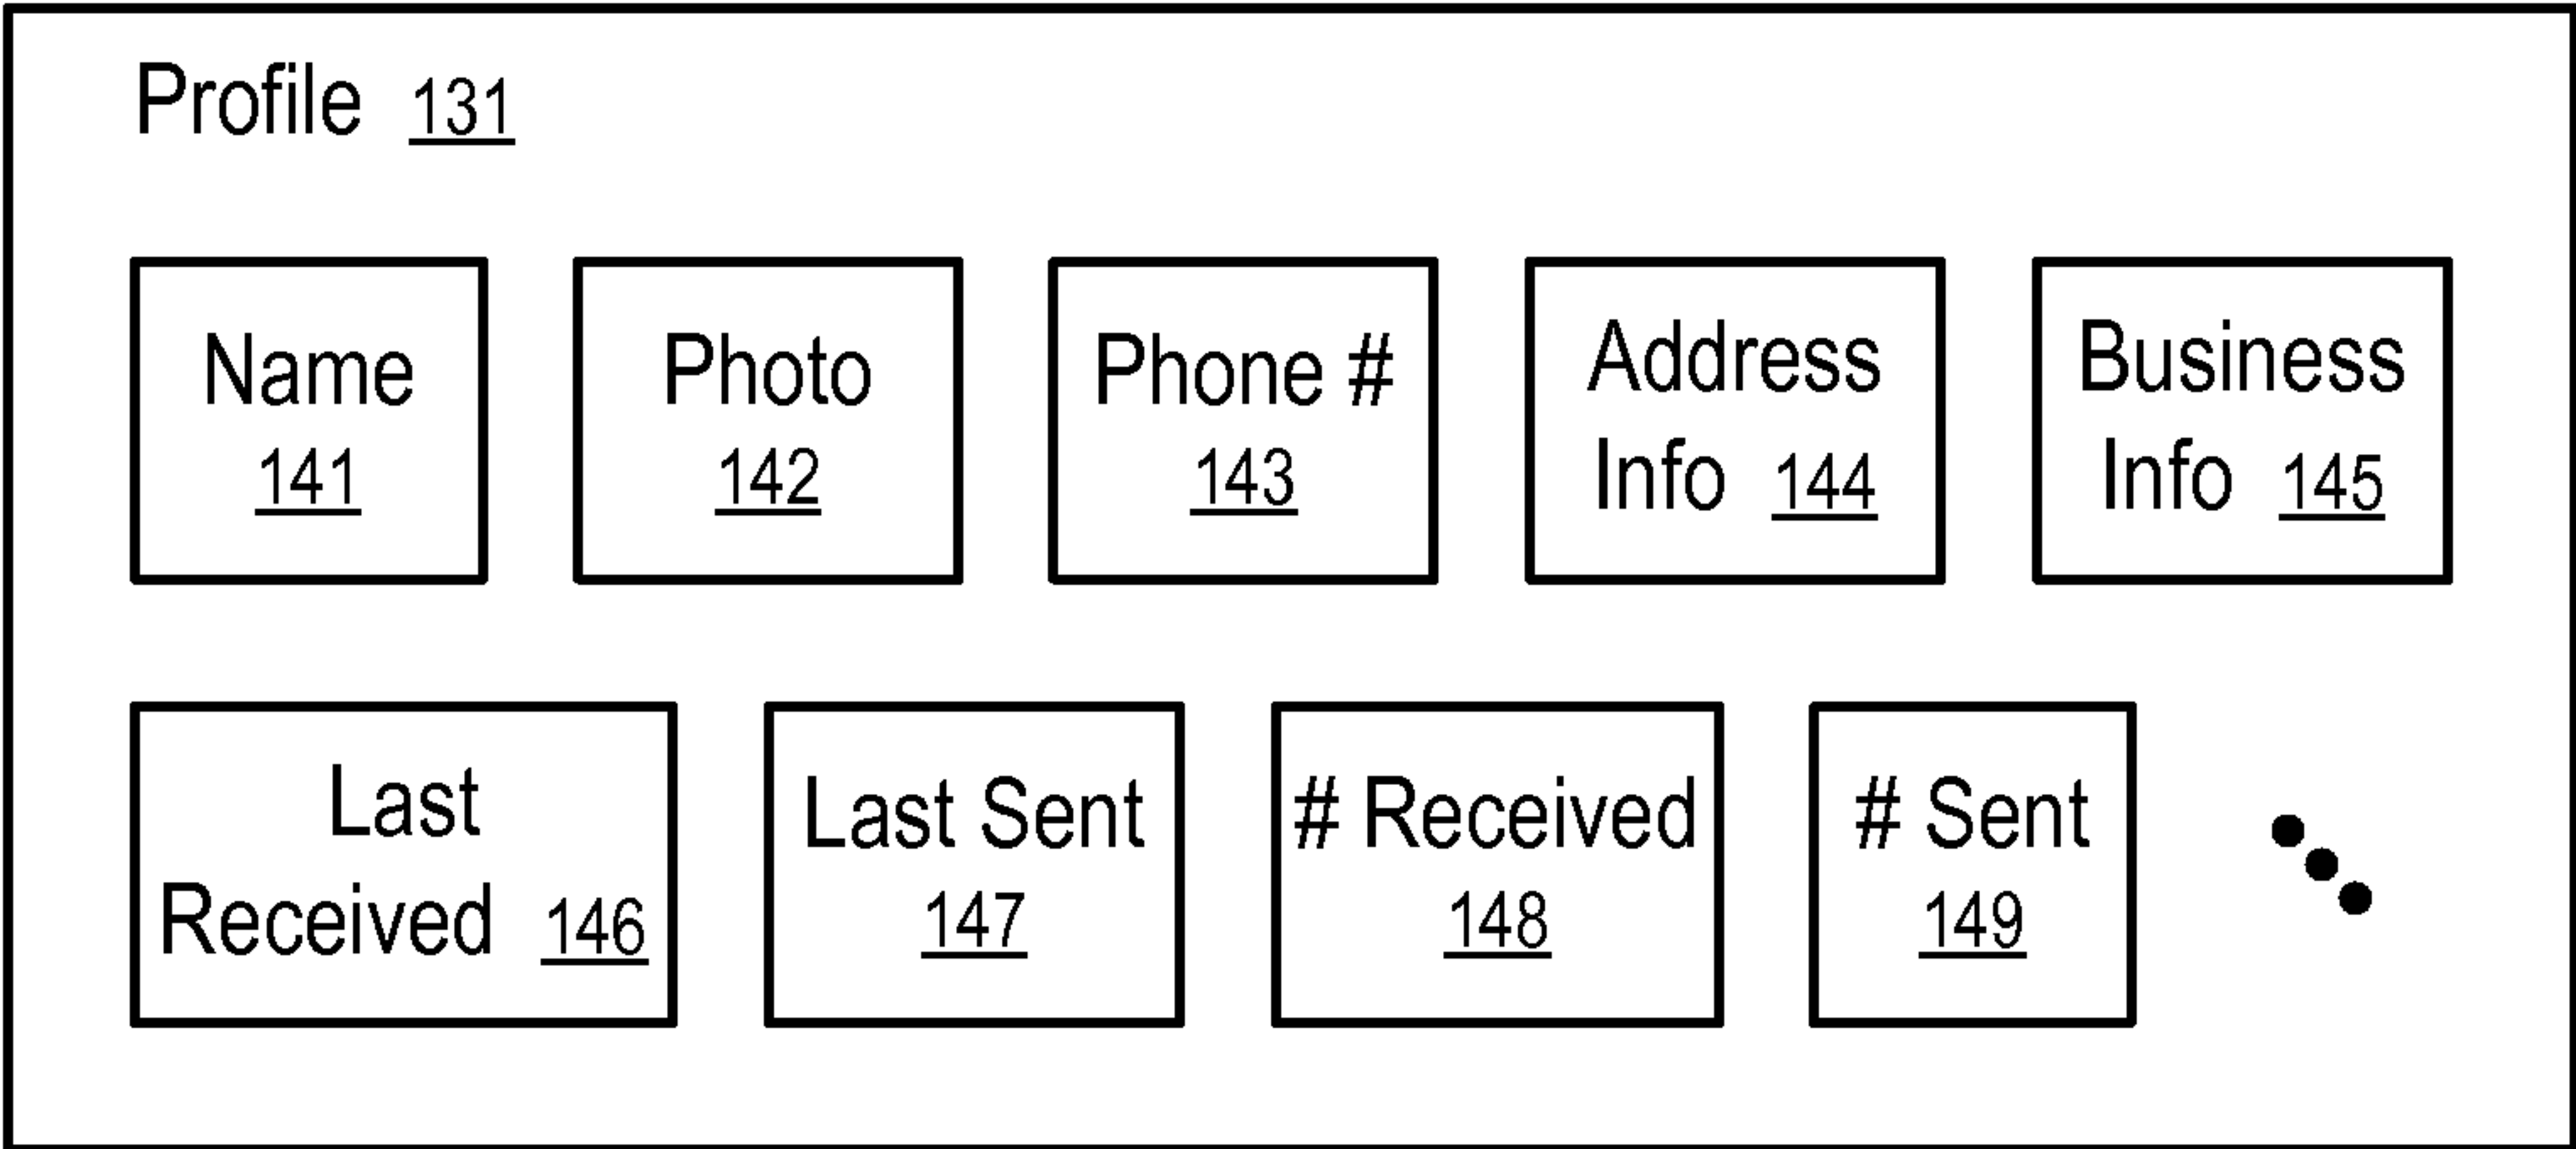 Profile 131
Name
141
Photo
142
Phone #
143
Address
Info 144
Business
Info 145
Last
Received 146
Last Sent
147
# Received
148
# Sent
149